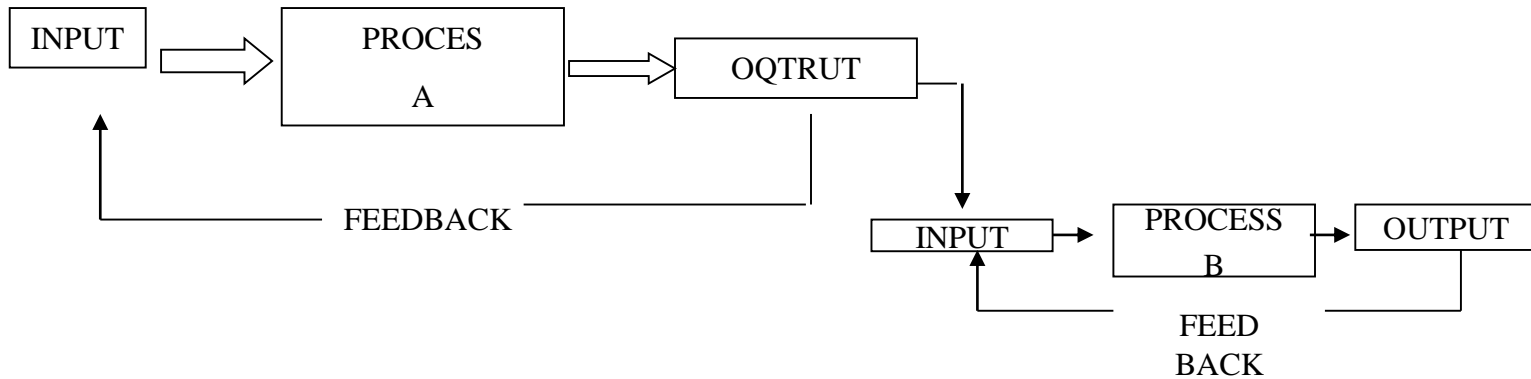 INPUT
PROCES
A
OQTRUT
FEEDBACK
INPUT
PROCESS
B
OUTPUT
FEED
BACK